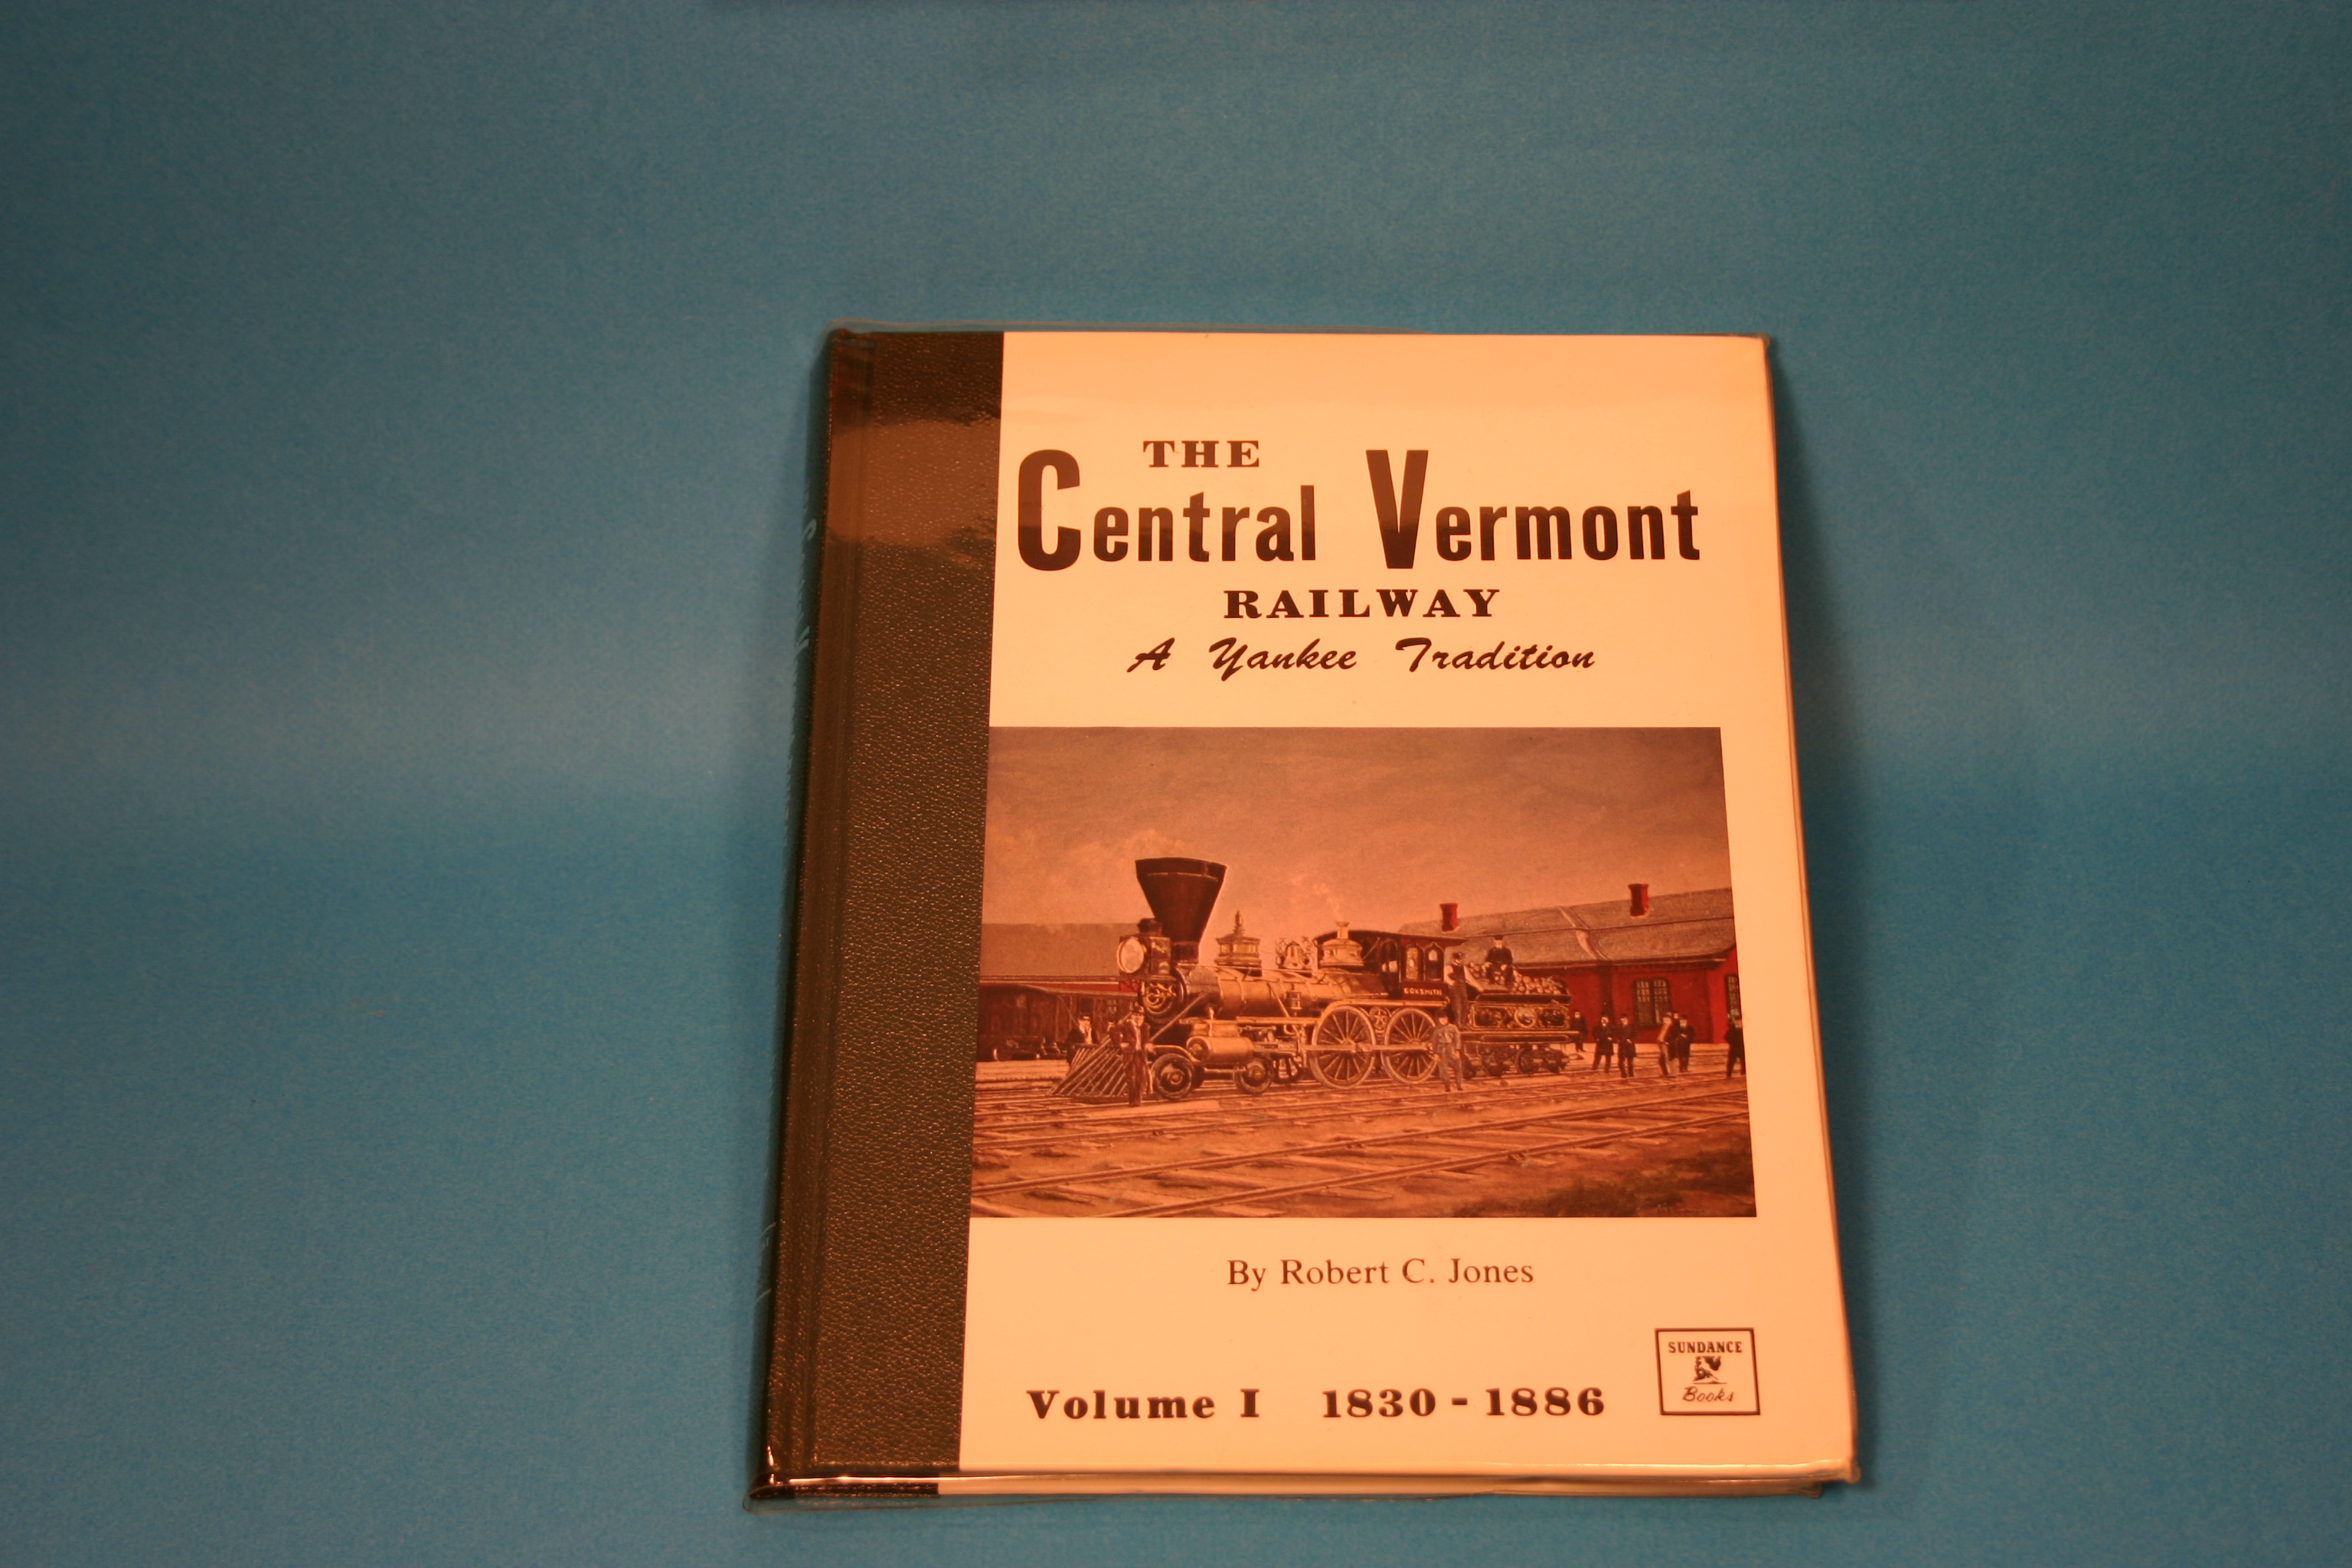 THE
Central Vermont
RAILWAY
A Yankee Tradition
By Robert C. Jones
Volume I 1830 - 1886
SUNDANCE
Books